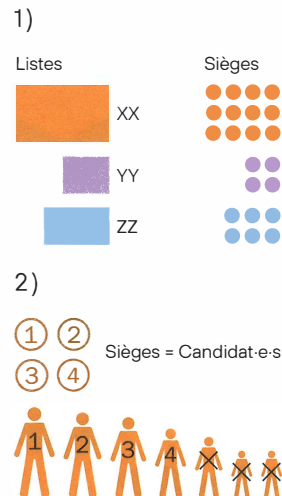 1)
Listes Sièges
XX
YY
ZZ
2)
1 2
Sièges = Candidat·e·s
3 4
1 2 3 4